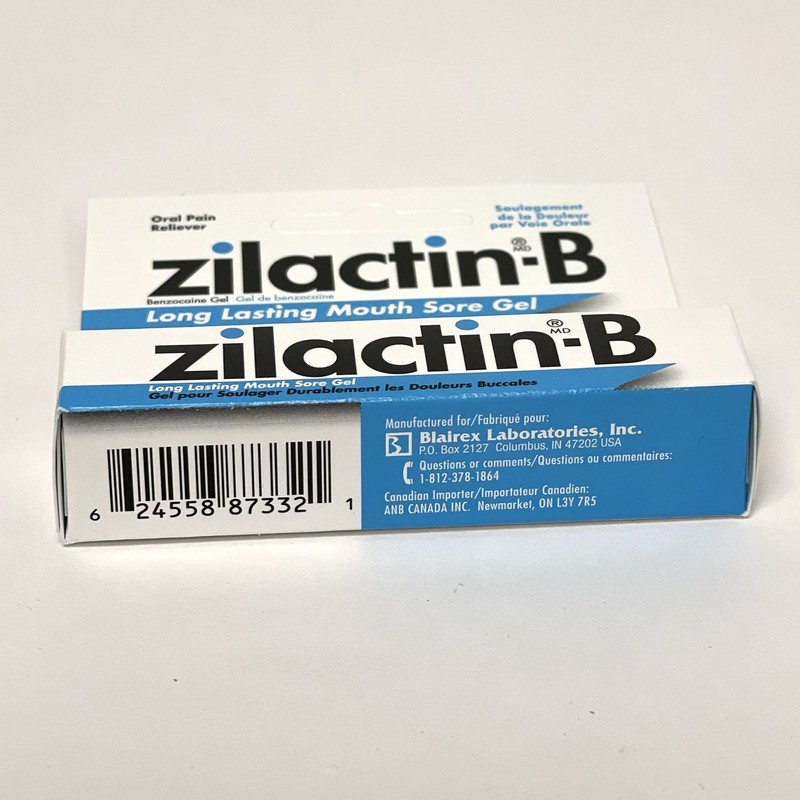 Oral Pain
Reliever
Soulagement
de la Douleur
par Voie Orale
zilactin-B
®
MD
Benzocaine Gel Gel de benzocaïne
Long Lasting Mouth Sore Gel
zilactin-B
®
MD
Long Lasting Mouth Sore Gel
Gel pour Soulager Durablement les Douleurs Buccales
6 24558 87332 1
Manufactured for/Fabriqué pour:
Blairex Laboratories, Inc.
P.O. Box 2127 Columbus, IN 47202 USA
Questions or comments/Questions ou commentaires:
1-812-378-1864
Canadian Importer/Importateur Canadien:
ANB CANADA INC. Newmarket, ON L3Y 7R5